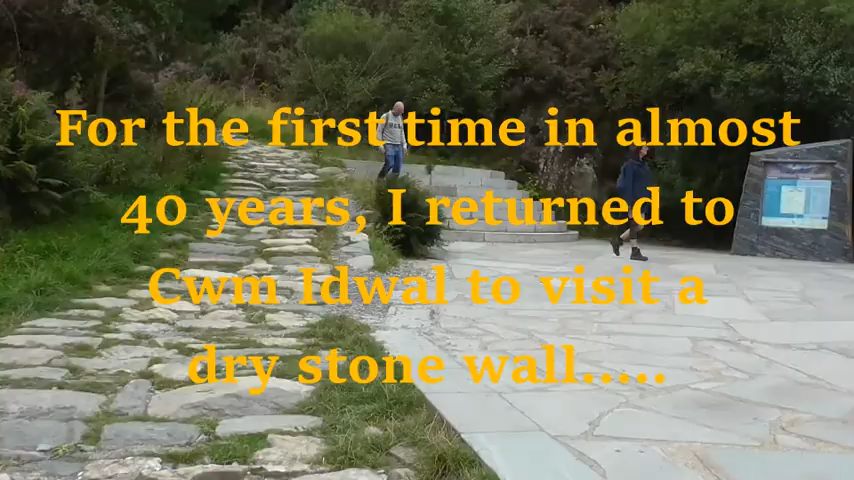 For the first time in almost
40 years, I returned to
Cwm Idwal to visit a
dry stone wall.....